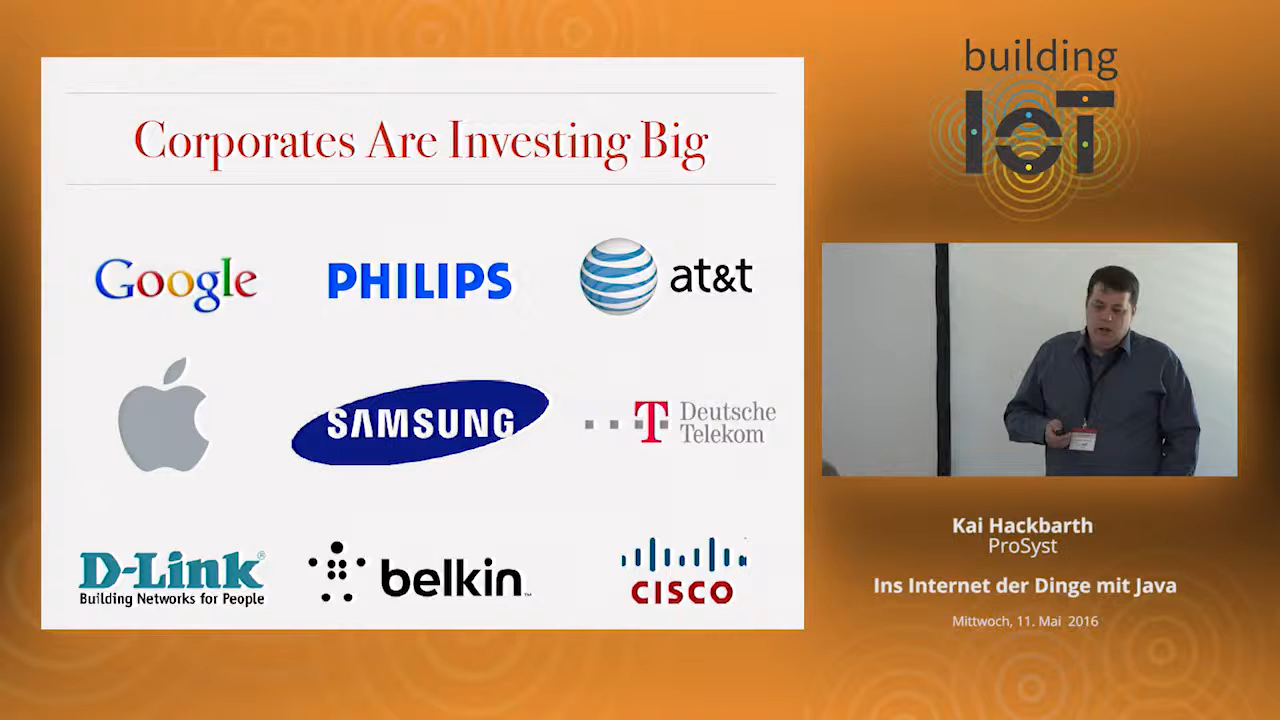 Corporates Are Investing Big
Google
PHILIPS
at&t
SAMSUNG
T Deutsche
Telekom
D-Link®
Building Networks for People
belkin™
CISCO
building
IoT
Kai Hackbarth
ProSyst
Ins Internet der Dinge mit Java
Mittwoch, 11. Mai 2016